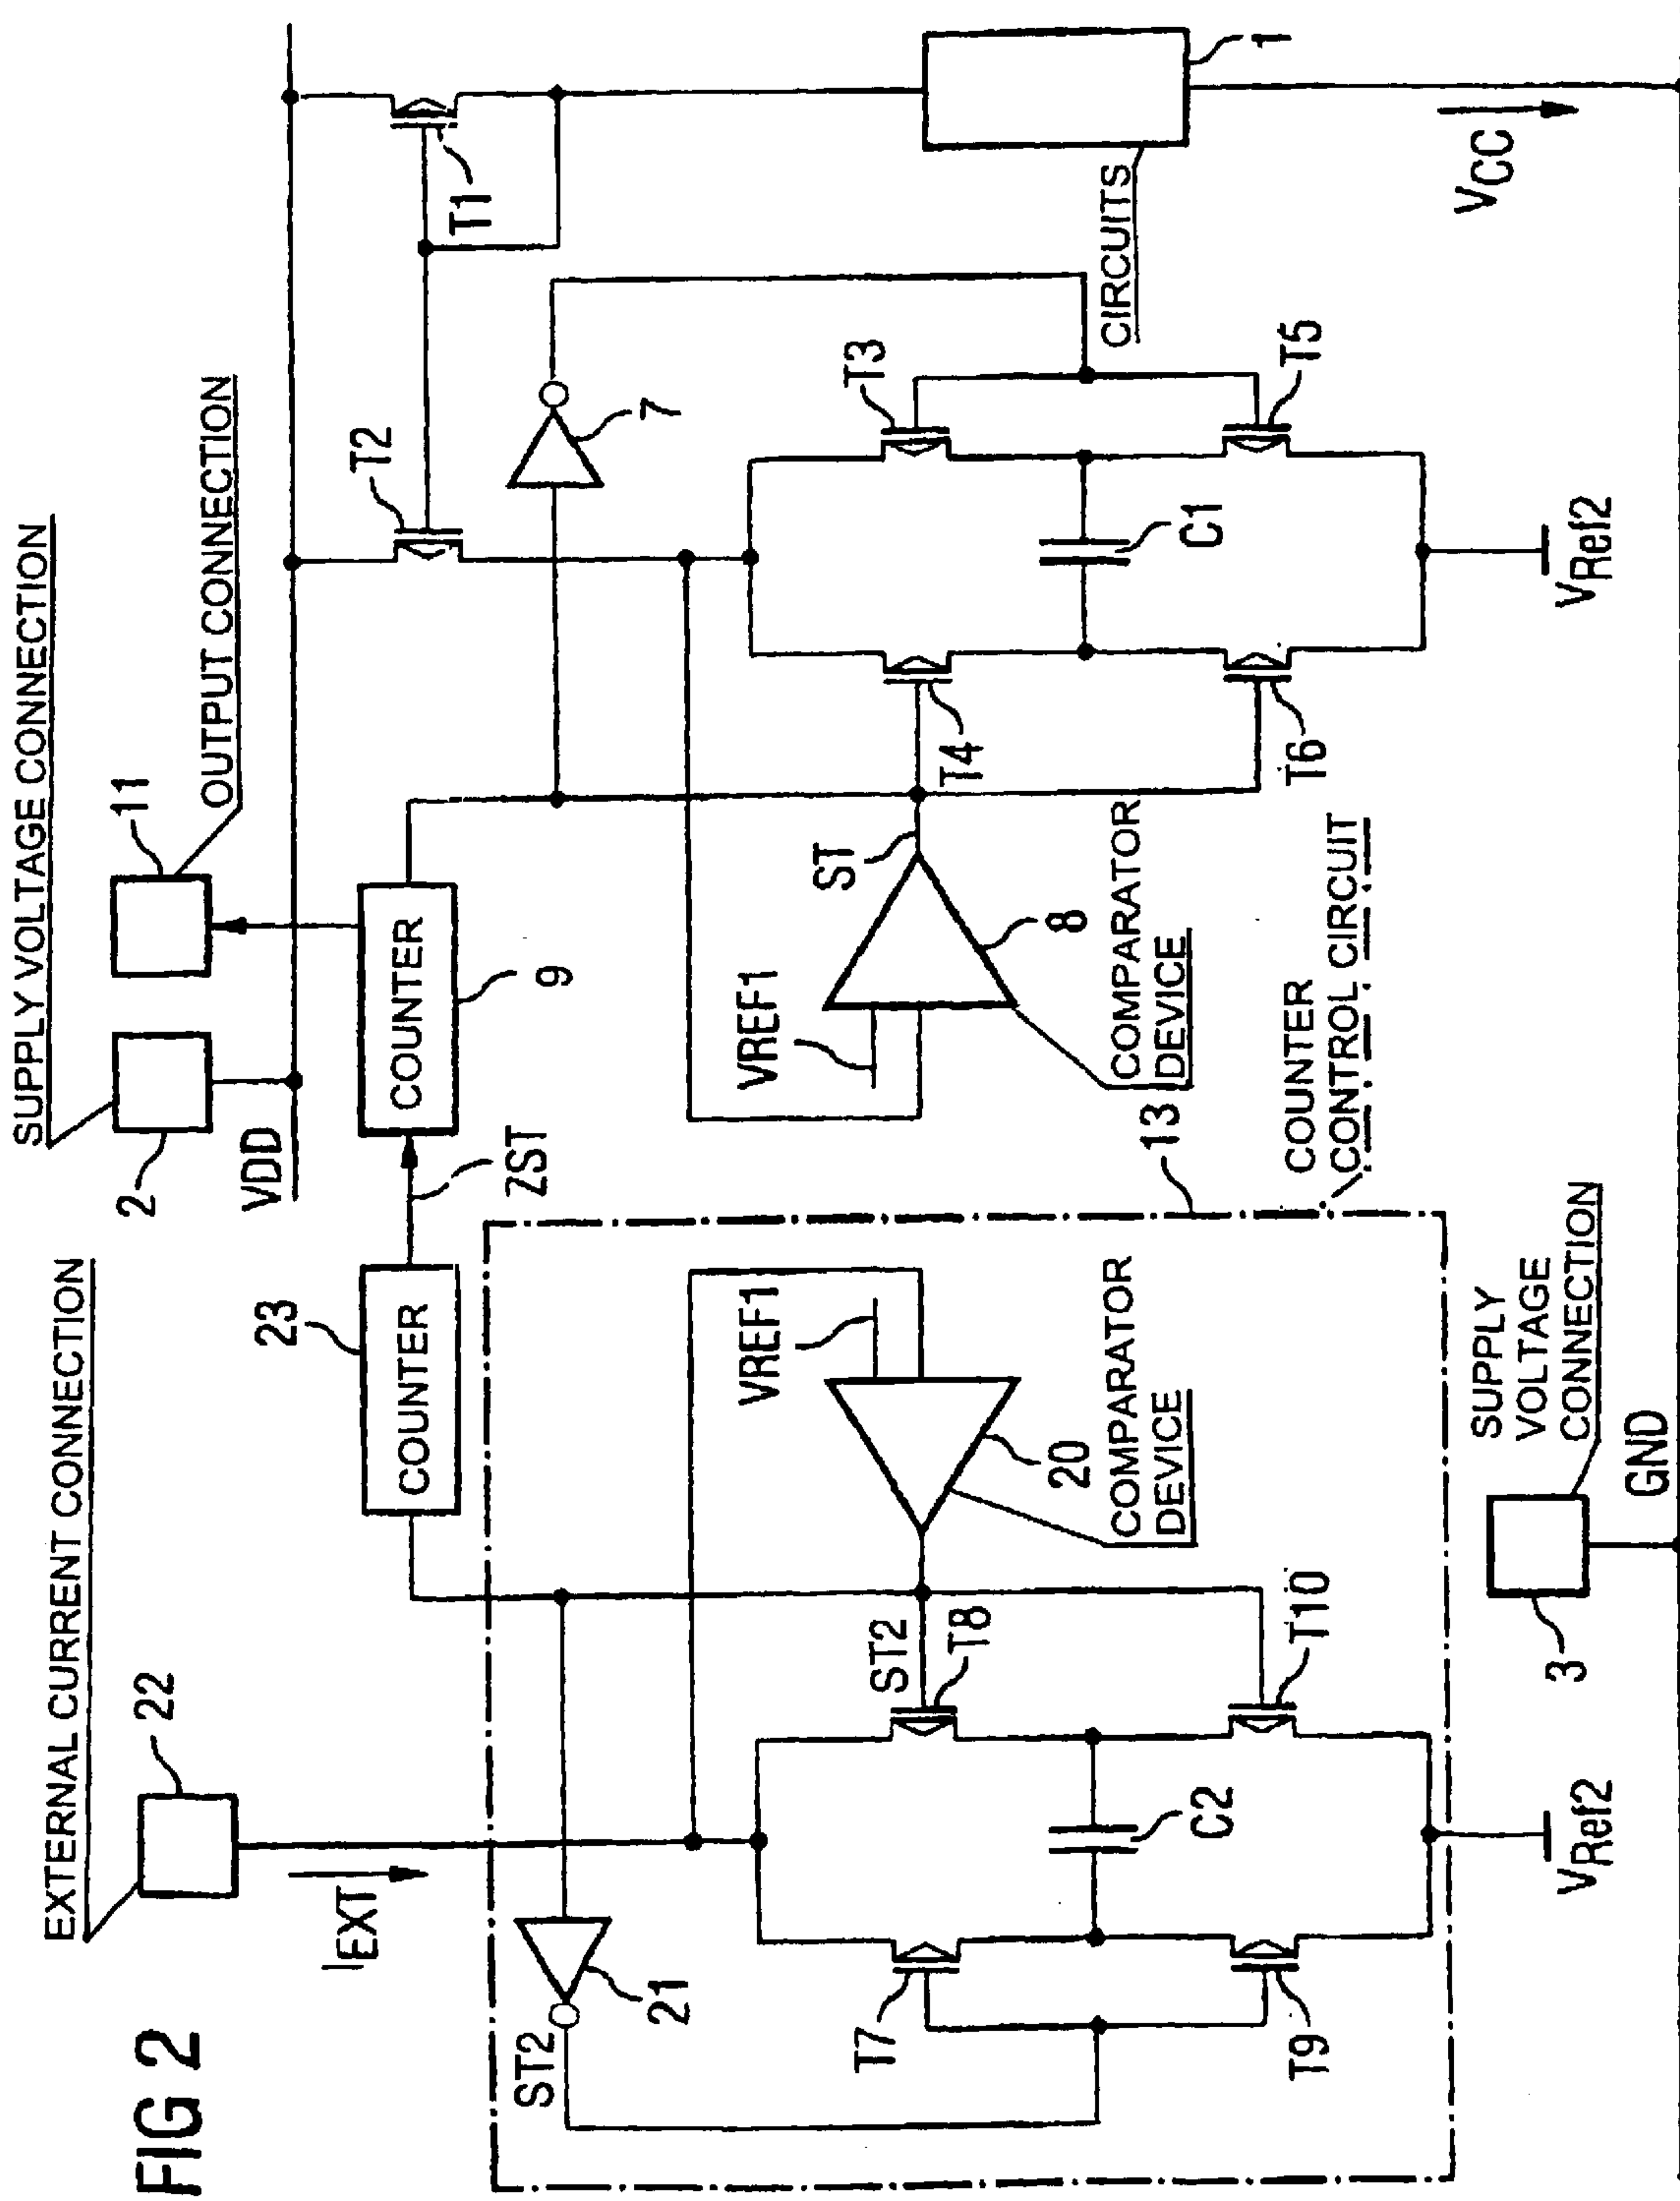 FIG 2
EXTERNAL CURRENT CONNECTION
22
IEXT
SUPPLY VOLTAGE CONNECTION
2
VDD
11
OUTPUT CONNECTION
23
COUNTER
ZST
COUNTER
9
T2
T1
7
21
ST2
ST2
T7
T8
C2
T9
T10
VRef2
VREF1
20
COMPARATOR
DEVICE
13
COUNTER
CONTROL CIRCUIT
VREF1
8
COMPARATOR
DEVICE
ST
T4
T3
C1
T6
T5
VRef2
CIRCUITS
1
VCC
3
SUPPLY
VOLTAGE
CONNECTION
GND